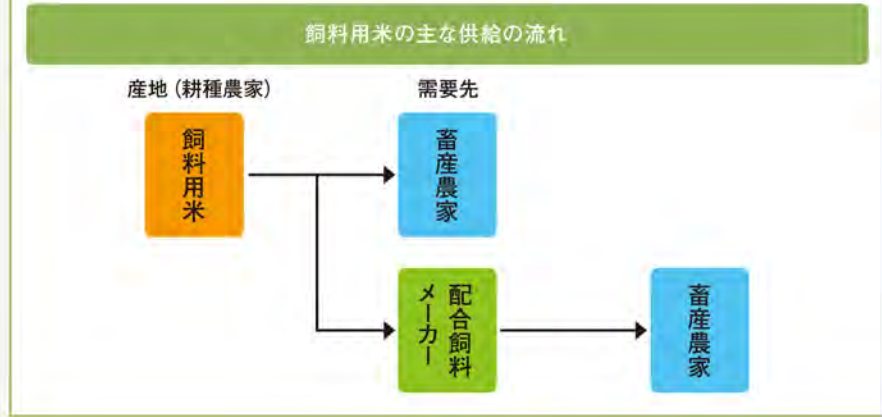 飼料用米の主な供給の流れ
産地（耕種農家）
需要先
飼料用米
畜産農家
配合飼料
メーカー
畜産農家